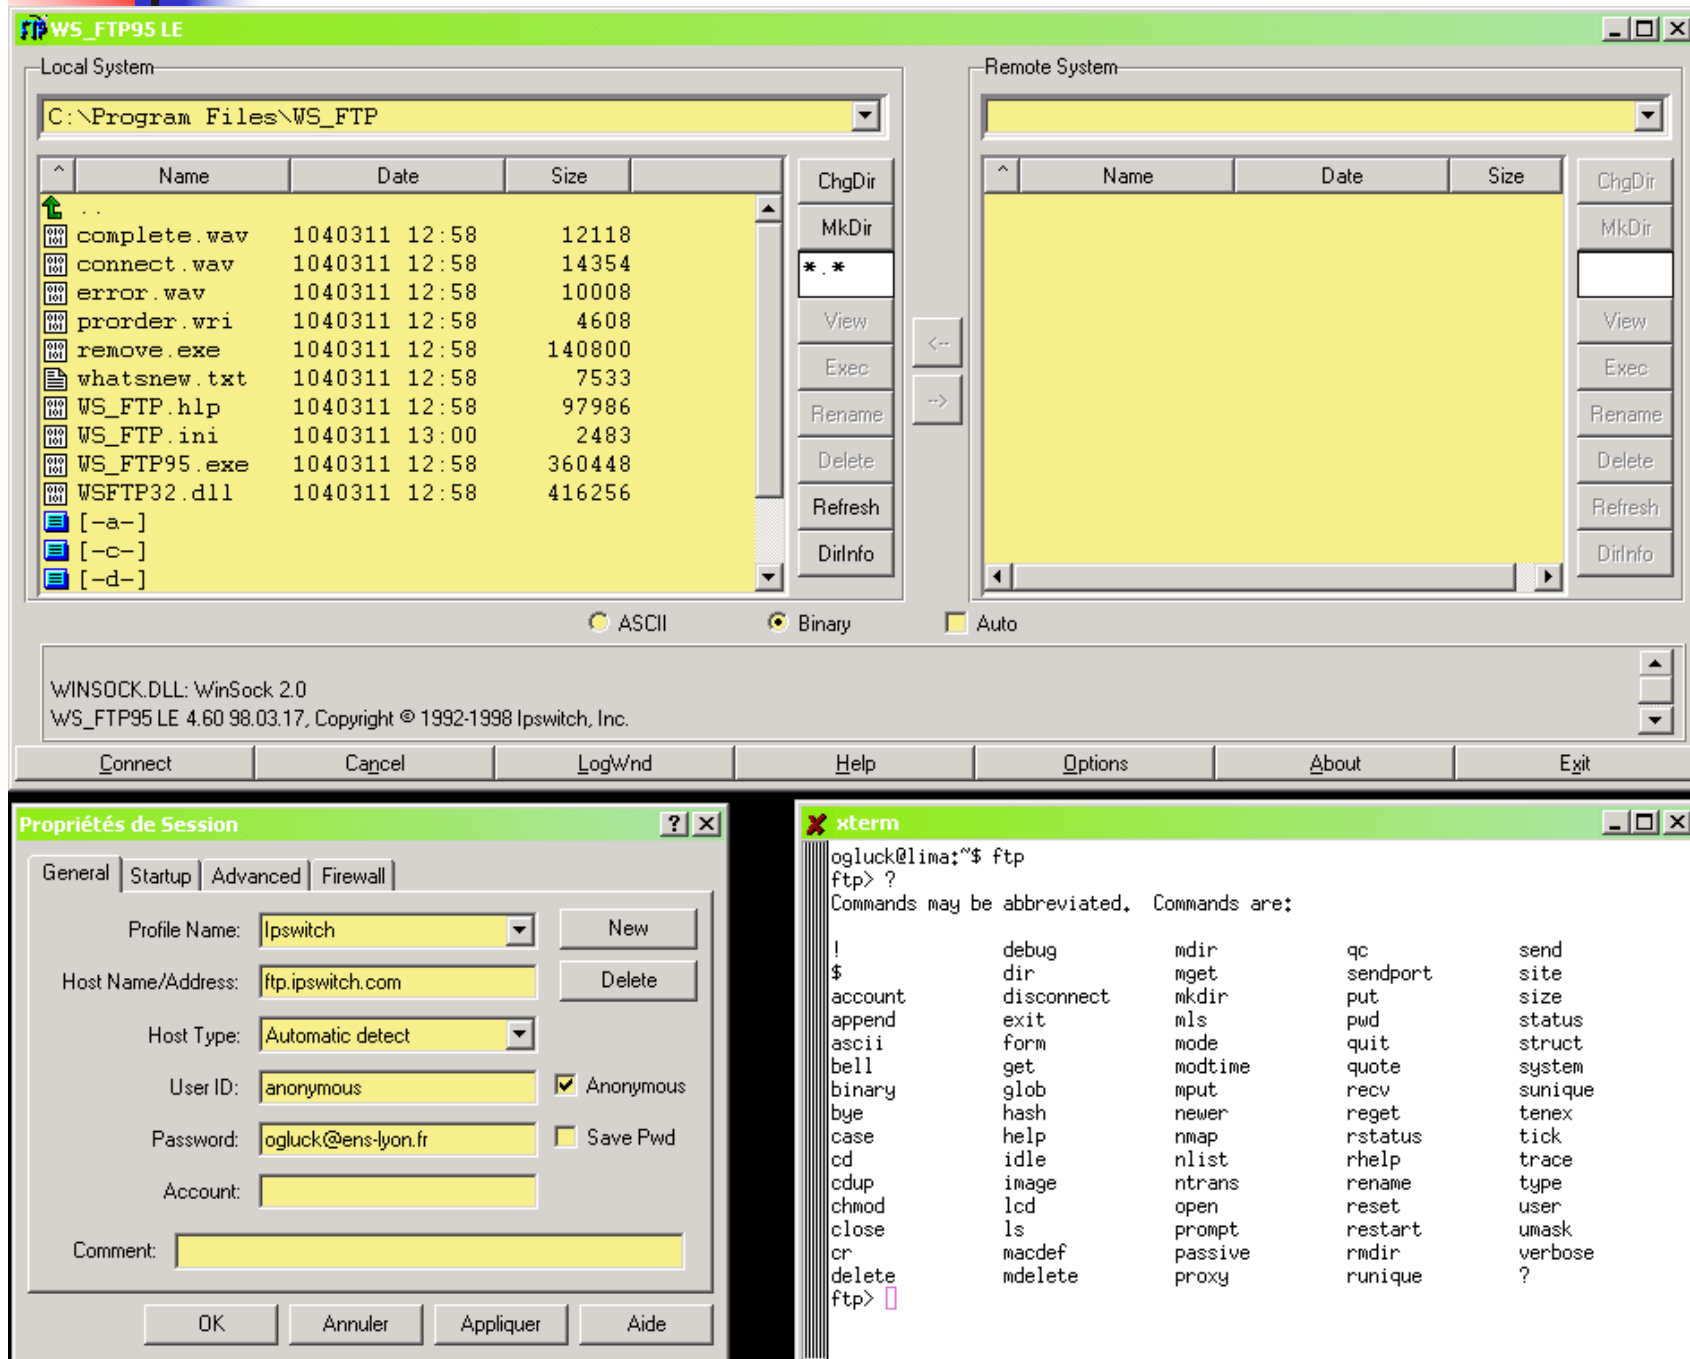 WS_FTP95 LE
Local System
C:\Program Files\WS_FTP
^ Name Date Size
..
complete.wav 1040311 12:58 12118
connect.wav 1040311 12:58 14354
error.wav 1040311 12:58 10008
prorder.wri 1040311 12:58 4608
remove.exe 1040311 12:58 140800
whatsnew.txt 1040311 12:58 7533
WS_FTP.hlp 1040311 12:58 97986
WS_FTP.ini 1040311 13:00 2483
WS_FTP95.exe 1040311 12:58 360448
WSFTP32.dll 1040311 12:58 416256
[-a-]
[-c-]
[-d-]
ChgDir
MkDir
*.*
View
Exec
Rename
Delete
Refresh
DirInfo
<--
-->
Remote System
^ Name Date Size
ChgDir
MkDir
View
Exec
Rename
Delete
Refresh
DirInfo
ASCII Binary Auto
WINSOCK.DLL: WinSock 2.0
WS_FTP95 LE 4.60 98.03.17, Copyright © 1992-1998 Ipswitch, Inc.
Connect Cancel LogWnd Help Options About Exit
Propriétés de Session
General Startup Advanced Firewall
Profile Name: Ipswitch New
Host Name/Address: ftp.ipswitch.com Delete
Host Type: Automatic detect
User ID: anonymous Anonymous
Password: ogluck@ens-lyon.fr Save Pwd
Account:
Comment:
OK Annuler Appliquer Aide
xterm
ogluck@lima:~$ ftp
ftp> ?
Commands may be abbreviated. Commands are:
! debug mdir qc send
$ dir mget sendport site
account disconnect mkdir put size
append exit mls pwd status
ascii form mode quit struct
bell get modtime quote system
binary glob mput recv sunique
bye hash newer reget tenex
case help nmap rstatus tick
cd idle nlist rhelp trace
cdup image ntrans rename type
chmod lcd open reset user
close ls prompt restart umask
cr macdef passive rmdir verbose
delete mdelete proxy runique ?
ftp>